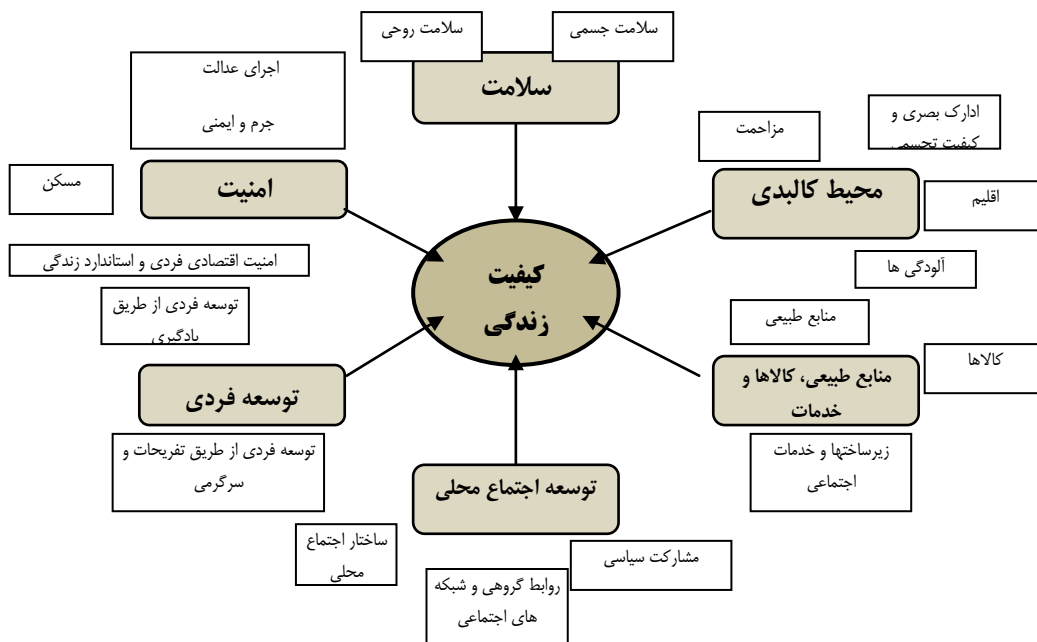 سلامت روحی
سلامت جسمی
سلامت
اجرای عدالت
جرم و ایمنی
امنیت
مسکن
امنیت اقتصادی فردی و استاندارد زندگی
مزاحمت
ادارک بصری و
کیفیت تجسمی
محیط کالبدی
اقلیم
آلودگی ها
کیفیت
زندگی
توسعه فردی از طریق
یادگیری
توسعه فردی
توسعه فردی از طریق تفریحات و
سرگرمی
منابع طبیعی
کالاها
منابع طبیعی، کالاها و
خدمات
زیرساختها و خدمات
اجتماعی
توسعه اجتماع محلی
ساختار اجتماع
محلی
روابط گروهی و شبکه
های اجتماعی
مشارکت سیاسی